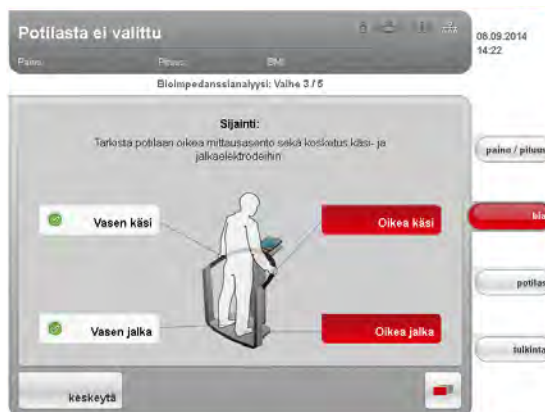 Potilasta ei valittu
08.09.2014
14:22
Paino:
Pituus:
BMI:
Bioimpedanssianalyysi: Vaihe 3 / 5
Sijainti:
Tarkista potilaan oikea mittausasento sekä kosketus käsi- ja
jalkaelektrodeihin
paino / pituus
Vasen käsi
Oikea käsi
bia
potilas
Vasen jalka
Oikea jalka
tulkinta
keskeytä